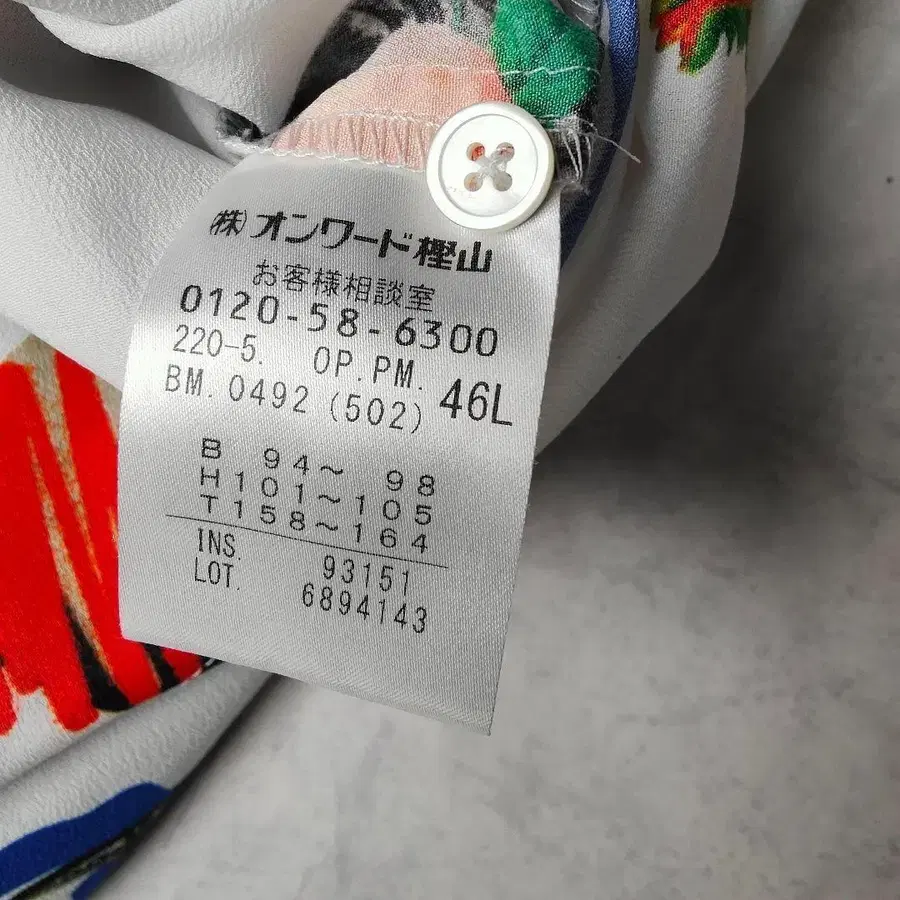 ㈱オンワード樫山
お客様相談室
0120-58-6300
220-5. OP.PM.
BM.0492 (502) 46L
B 94～ 98
H101～105
T158～164
INS. 93151
LOT. 6894143